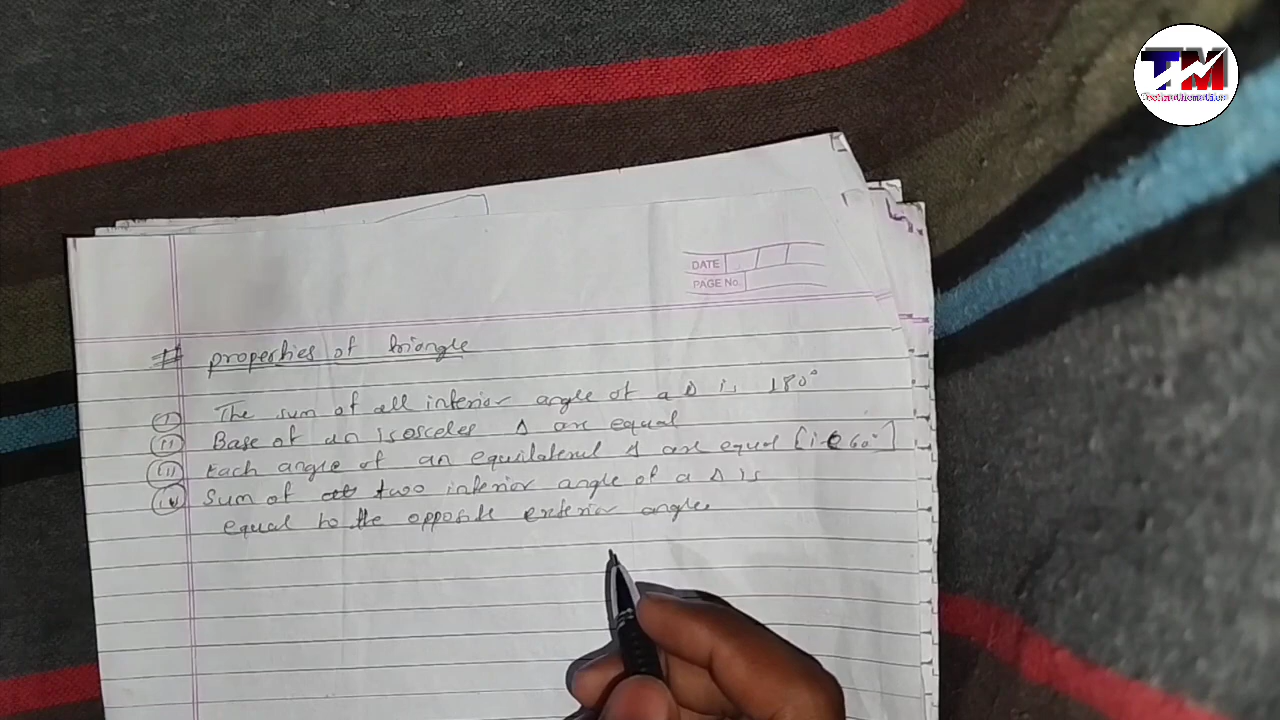 TM
DATE
PAGE No.
# properties of triangle
(i) The sum of all interior angle of a Δ is 180°
(ii) Base of an isosceles Δ are equal
(iii) Each angle of an equilateral Δ are equal [i.e 60°]
(iv) Sum of two interior angle of a Δ is
equal to the opposite exterior angle.